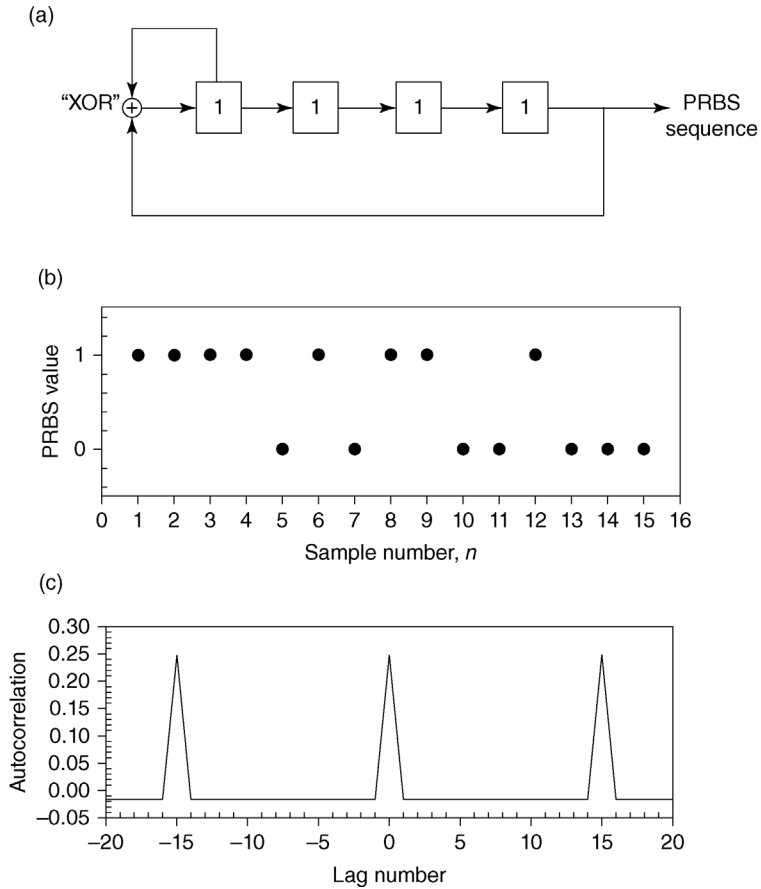 (a)
“XOR” + 1 1 1 1 PRBS
sequence
(b)
PRBS value
1
0
0 1 2 3 4 5 6 7 8 9 10 11 12 13 14 15 16
Sample number, n
(c)
Autocorrelation
0.30
0.25
0.20
0.15
0.10
0.05
0.00
–0.05
–20 –15 –10 –5 0 5 10 15 20
Lag number